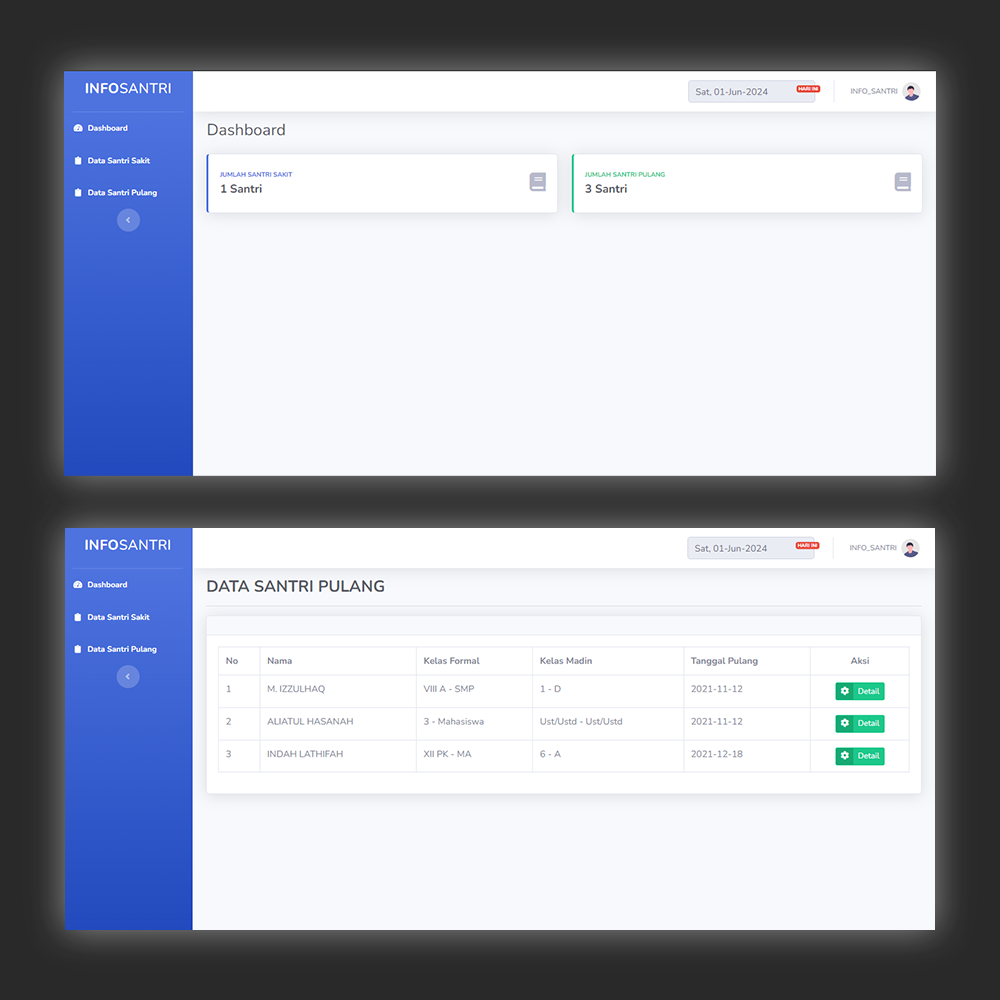 INFOSANTRI
Sat, 01-Jun-2024 HARI INI INFO_SANTRI
Dashboard
Data Santri Sakit
Data Santri Pulang
Dashboard
JUMLAH SANTRI SAKIT
1 Santri
JUMLAH SANTRI PULANG
3 Santri
INFOSANTRI
Sat, 01-Jun-2024 HARI INI INFO_SANTRI
Dashboard
Data Santri Sakit
Data Santri Pulang
DATA SANTRI PULANG
No Nama Kelas Formal Kelas Madin Tanggal Pulang Aksi
1 M. IZZULHAQ VIII A - SMP 1 - D 2021-11-12 Detail
2 ALIATUL HASANAH 3 - Mahasiswa Ust/Ustd - Ust/Ustd 2021-11-12 Detail
3 INDAH LATHIFAH XII PK - MA 6 - A 2021-12-18 Detail